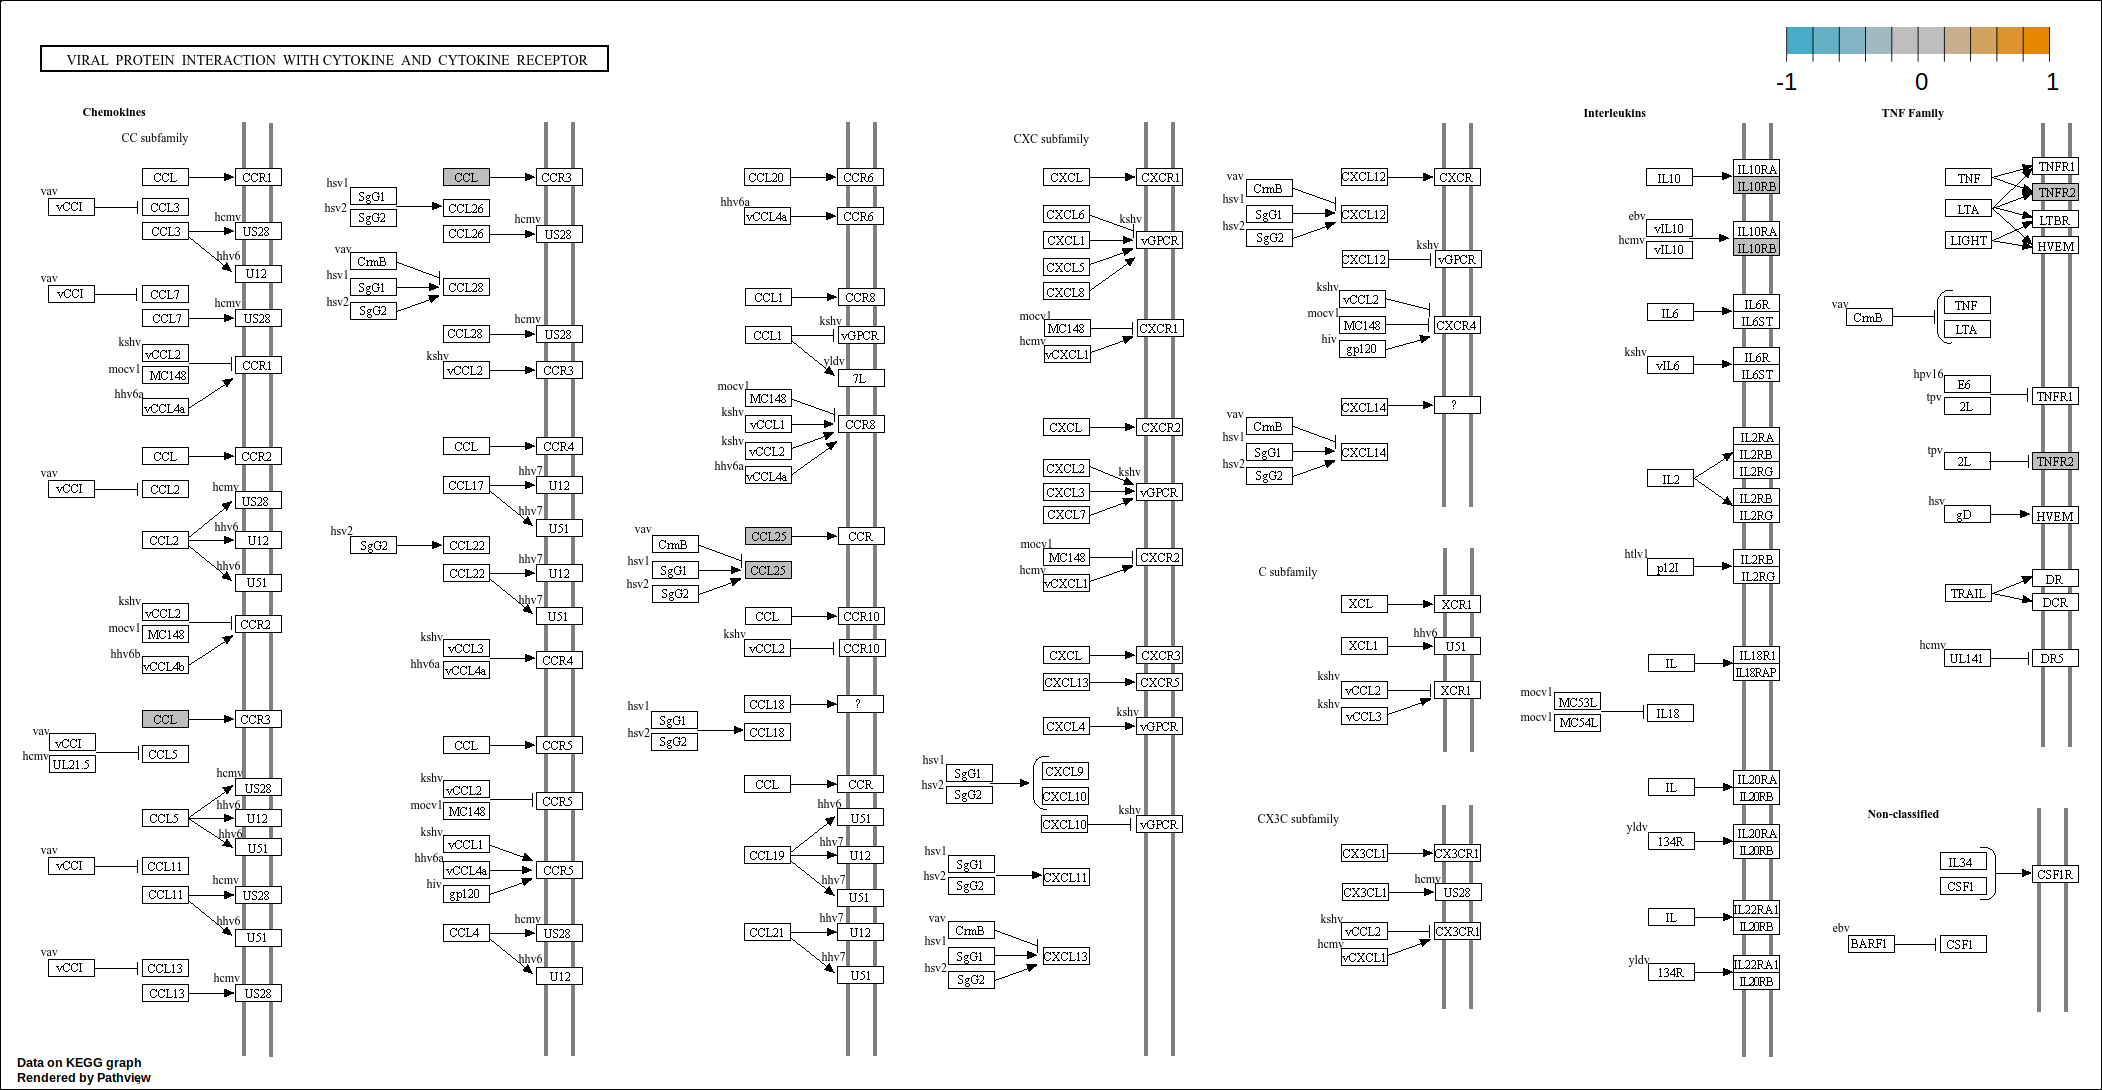 VIRAL PROTEIN INTERACTION WITH CYTOKINE AND CYTOKINE RECEPTOR
-1 0 1
Chemokines
CC subfamily
CCL CCR1
vav
vCCI CCL3
hcmv
CCL3 US28
hhv6
U12
vav
vCCI CCL7
hcmv
CCL7 US28
kshv
vCCL2
mocv1
MC148
CCR1
hhv6a
vCCL4a
CCL CCR2
vav
vCCI CCL2
hcmv
US28
hhv6
CCL2 U12
hhv6
U51
kshv
vCCL2
mocv1
MC148
CCR2
hhv6b
vCCL4b
CCL CCR3
vav
vCCI
hcmv
UL21.5
CCL5
hcmv
US28
hhv6
CCL5 U12
hhv6
U51
vav
vCCI CCL11
hcmv
CCL11 US28
hhv6
U51
vav
vCCI CCL13
hcmv
CCL13 US28
CCL CCR3
hsv1
SgG1
hsv2
SgG2
CCL26
hcmv
CCL26 US28
vav
CrmB
hsv1
SgG1
hsv2
SgG2
CCL28
hcmv
CCL28 US28
kshv
vCCL2 CCR3
CCL CCR4
hhv7
CCL17 U12
hhv7
U51
hsv2
SgG2 CCL22
hhv7
CCL22 U12
hhv7
U51
kshv
vCCL3
hhv6a
vCCL4a
CCR4
CCL CCR5
kshv
vCCL2
mocv1
MC148
CCR5
kshv
vCCL1
hhv6a
vCCL4a
hiv
gp120
CCR5
hcmv
CCL4 US28
hhv6
U12
CCL20 CCR6
hhv6a
vCCL4a CCR6
CCL1 CCR8
kshv
CCL1 vGPCR
yldv
7L
mocv1
MC148
kshv
vCCL1
kshv
vCCL2
hhv6a
vCCL4a
CCR8
CCL25 CCR
vav
CrmB
hsv1
SgG1
hsv2
SgG2
CCL25
CCL CCR10
kshv
vCCL2 CCR10
CCL18 ?
hsv1
SgG1
hsv2
SgG2
CCL18
CCL CCR
hhv6
U51
hhv7
CCL19 U12
hhv7
U51
hhv7
CCL21 U12
hhv7
U51
CXC subfamily
CXCL CXCR1
CXCL6
kshv
CXCL1 vGPCR
CXCL5
CXCL8
mocv1
MC148
hcmv
vCXCL1
CXCR1
CXCL CXCR2
CXCL2
kshv
CXCL3 vGPCR
CXCL7
mocv1
MC148
hcmv
vCXCL1
CXCR2
CXCL CXCR3
CXCL13 CXCR5
kshv
CXCL4 vGPCR
hsv1
SgG1
hsv2
SgG2
CXCL9
CXCL10
kshv
CXCL10 vGPCR
hsv1
SgG1
hsv2
SgG2
CXCL11
vav
CrmB
hsv1
SgG1
hsv2
SgG2
CXCL13
CXCL12 CXCR
vav
CrmB
hsv1
SgG1
hsv2
SgG2
CXCL12
kshv
CXCL12 vGPCR
kshv
vCCL2
mocv1
MC148
hiv
gp120
CXCR4
CXCL14 ?
vav
CrmB
hsv1
SgG1
hsv2
SgG2
CXCL14
C subfamily
XCL XCR1
hhv6
XCL1 U51
kshv
vCCL2
kshv
vCCL3
XCR1
CX3C subfamily
CX3CL1 CX3CR1
hcmv
CX3CL1 US28
kshv
vCCL2
hcmv
vCXCL1
CX3CR1
Interleukins
IL10 IL10RA
IL10RB
ebv
vIL10
hcmv
vIL10
IL10RA
IL10RB
IL6 IL6R
IL6ST
kshv
vIL6 IL6R
IL6ST
IL2RA
IL2RB
IL2RG
IL2
IL2RB
IL2RG
htlv1
p12I IL2RB
IL2RG
IL IL18R1
IL18RAP
mocv1
MC53L
mocv1
MC54L
IL18
IL IL20RA
IL20RB
yldv
134R IL20RA
IL20RB
IL IL22RA1
IL20RB
yldv
134R IL22RA1
IL20RB
TNF Family
TNF TNFR1
TNFR2
LTA LTBR
LIGHT HVEM
vav
CrmB
TNF
LTA
hpv16
E6
tpv
2L
TNFR1
tpv
2L TNFR2
hsv
gD HVEM
TRAIL DR
DCR
hcmv
UL141 DR5
Non-classified
IL34
CSF1
CSF1R
ebv
BARF1 CSF1
Data on KEGG graph
Rendered by Pathview